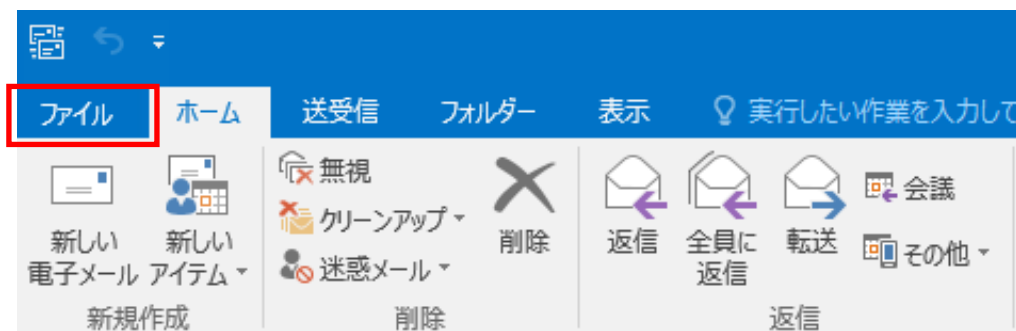 ファイル ホーム 送受信 フォルダー 表示 実行したい作業を入力して
新しい
電子メール
新しい
アイテム
新規作成
無視
クリーンアップ
迷惑メール
削除
削除
返信
全員に
返信
転送
会議
その他
返信